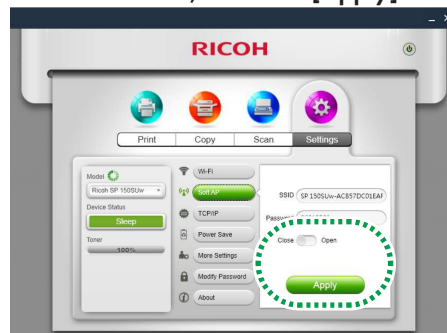 [Apply]
RICOH
Print Copy Scan Settings
Model
Ricoh SP 150SUw
Device Status
Sleep
Toner
100%
Wi-Fi
Soft AP
TCP/IP
Power Save
More Settings
Modify Password
About
SSID SP 150SUw-AC857DC01EAF
Password
Close Open
Apply